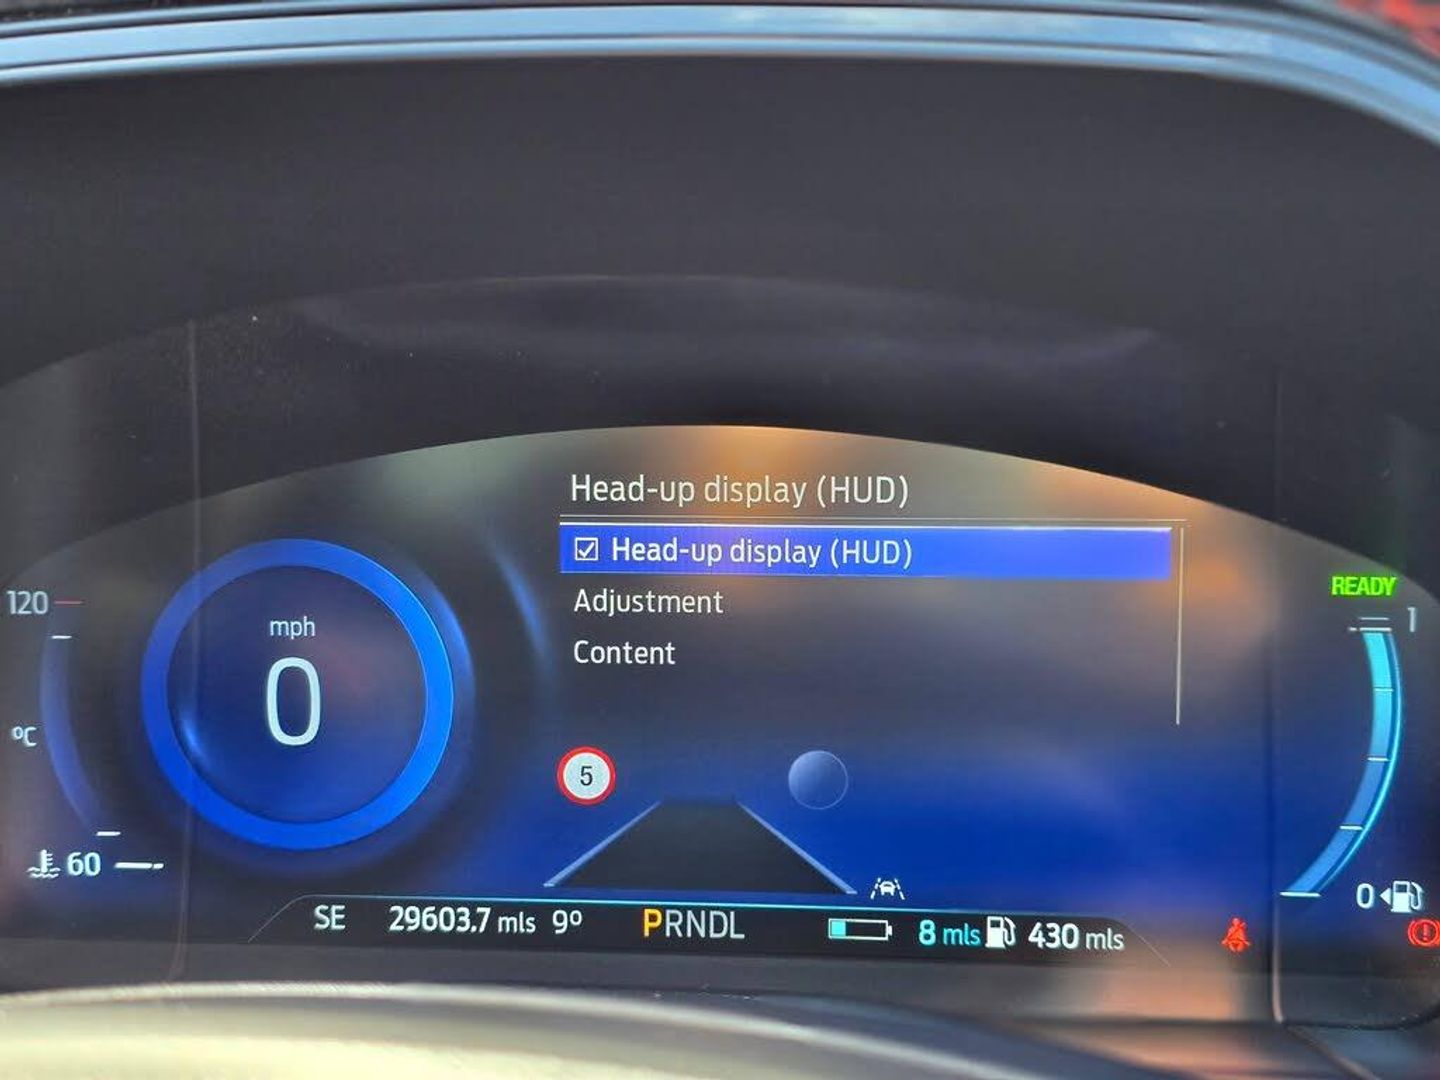 Head-up display (HUD)
Head-up display (HUD)
Adjustment
Content
READY
120
1
mph
0
°C
5
60
0
SE 29603.7 mls 9° PRNDL 8 mls 430 mls